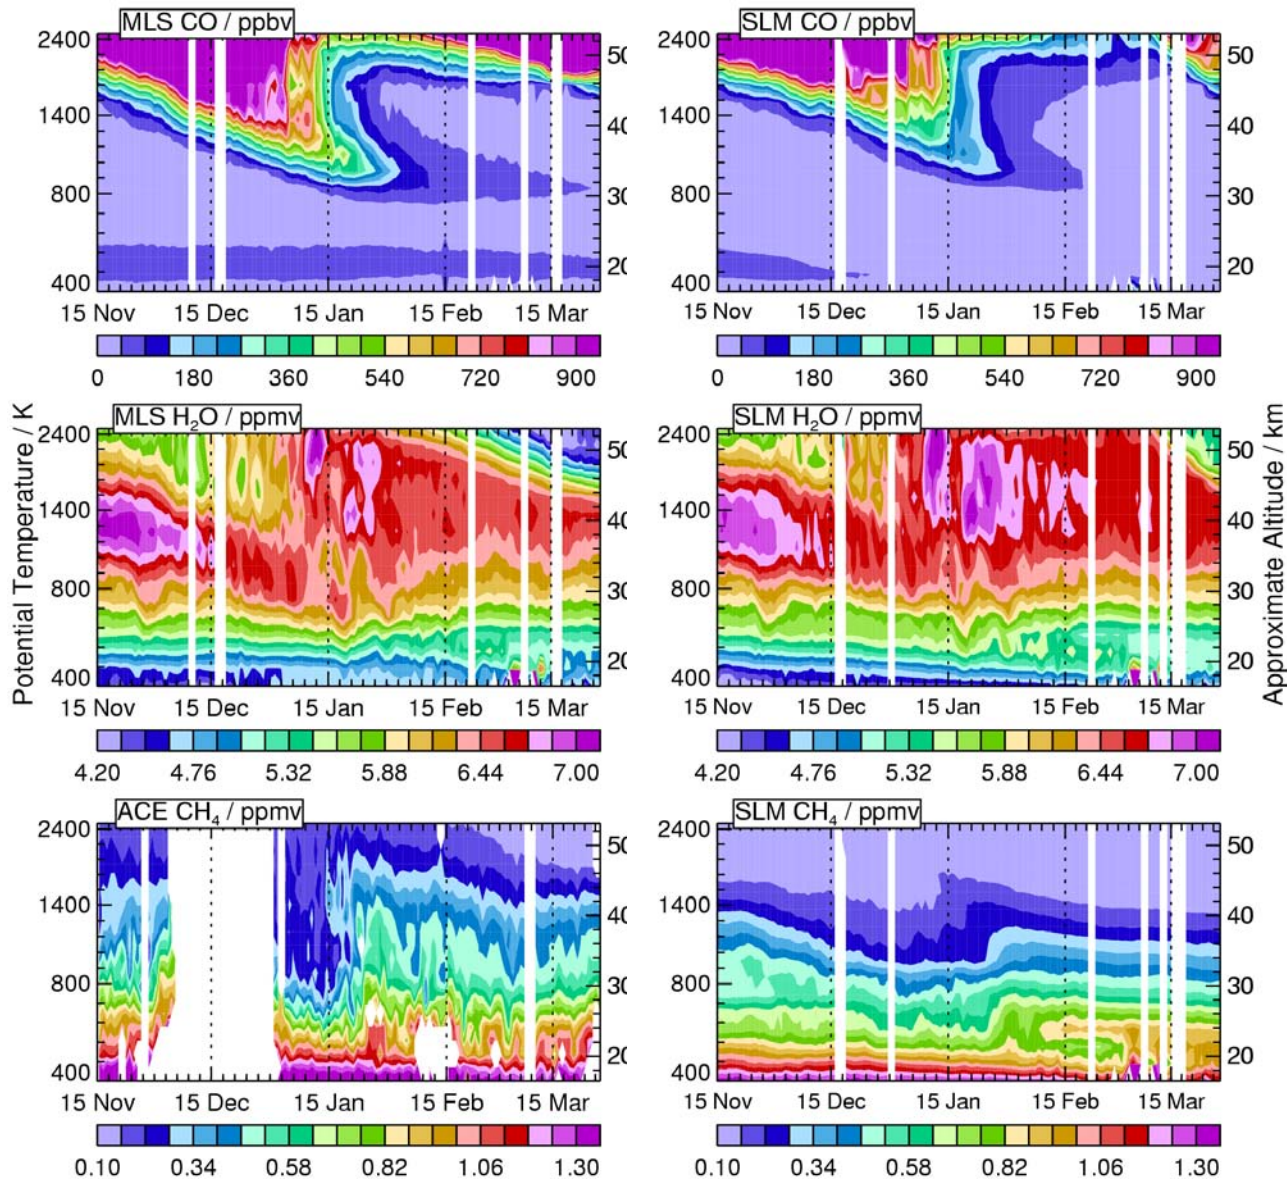 MLS CO / ppbv
SLM CO / ppbv
2400
1400
800
400
50
40
30
20
2400
1400
800
400
50
40
30
20
15 Nov 15 Dec 15 Jan 15 Feb 15 Mar
15 Nov 15 Dec 15 Jan 15 Feb 15 Mar
0 180 360 540 720 900
0 180 360 540 720 900
MLS H₂O / ppmv
SLM H₂O / ppmv
Potential Temperature / K
Approximate Altitude / km
2400
1400
800
400
50
40
30
20
2400
1400
800
400
50
40
30
20
15 Nov 15 Dec 15 Jan 15 Feb 15 Mar
15 Nov 15 Dec 15 Jan 15 Feb 15 Mar
4.20 4.76 5.32 5.88 6.44 7.00
4.20 4.76 5.32 5.88 6.44 7.00
ACE CH₄ / ppmv
SLM CH₄ / ppmv
2400
1400
800
400
50
40
30
20
2400
1400
800
400
50
40
30
20
15 Nov 15 Dec 15 Jan 15 Feb 15 Mar
15 Nov 15 Dec 15 Jan 15 Feb 15 Mar
0.10 0.34 0.58 0.82 1.06 1.30
0.10 0.34 0.58 0.82 1.06 1.30